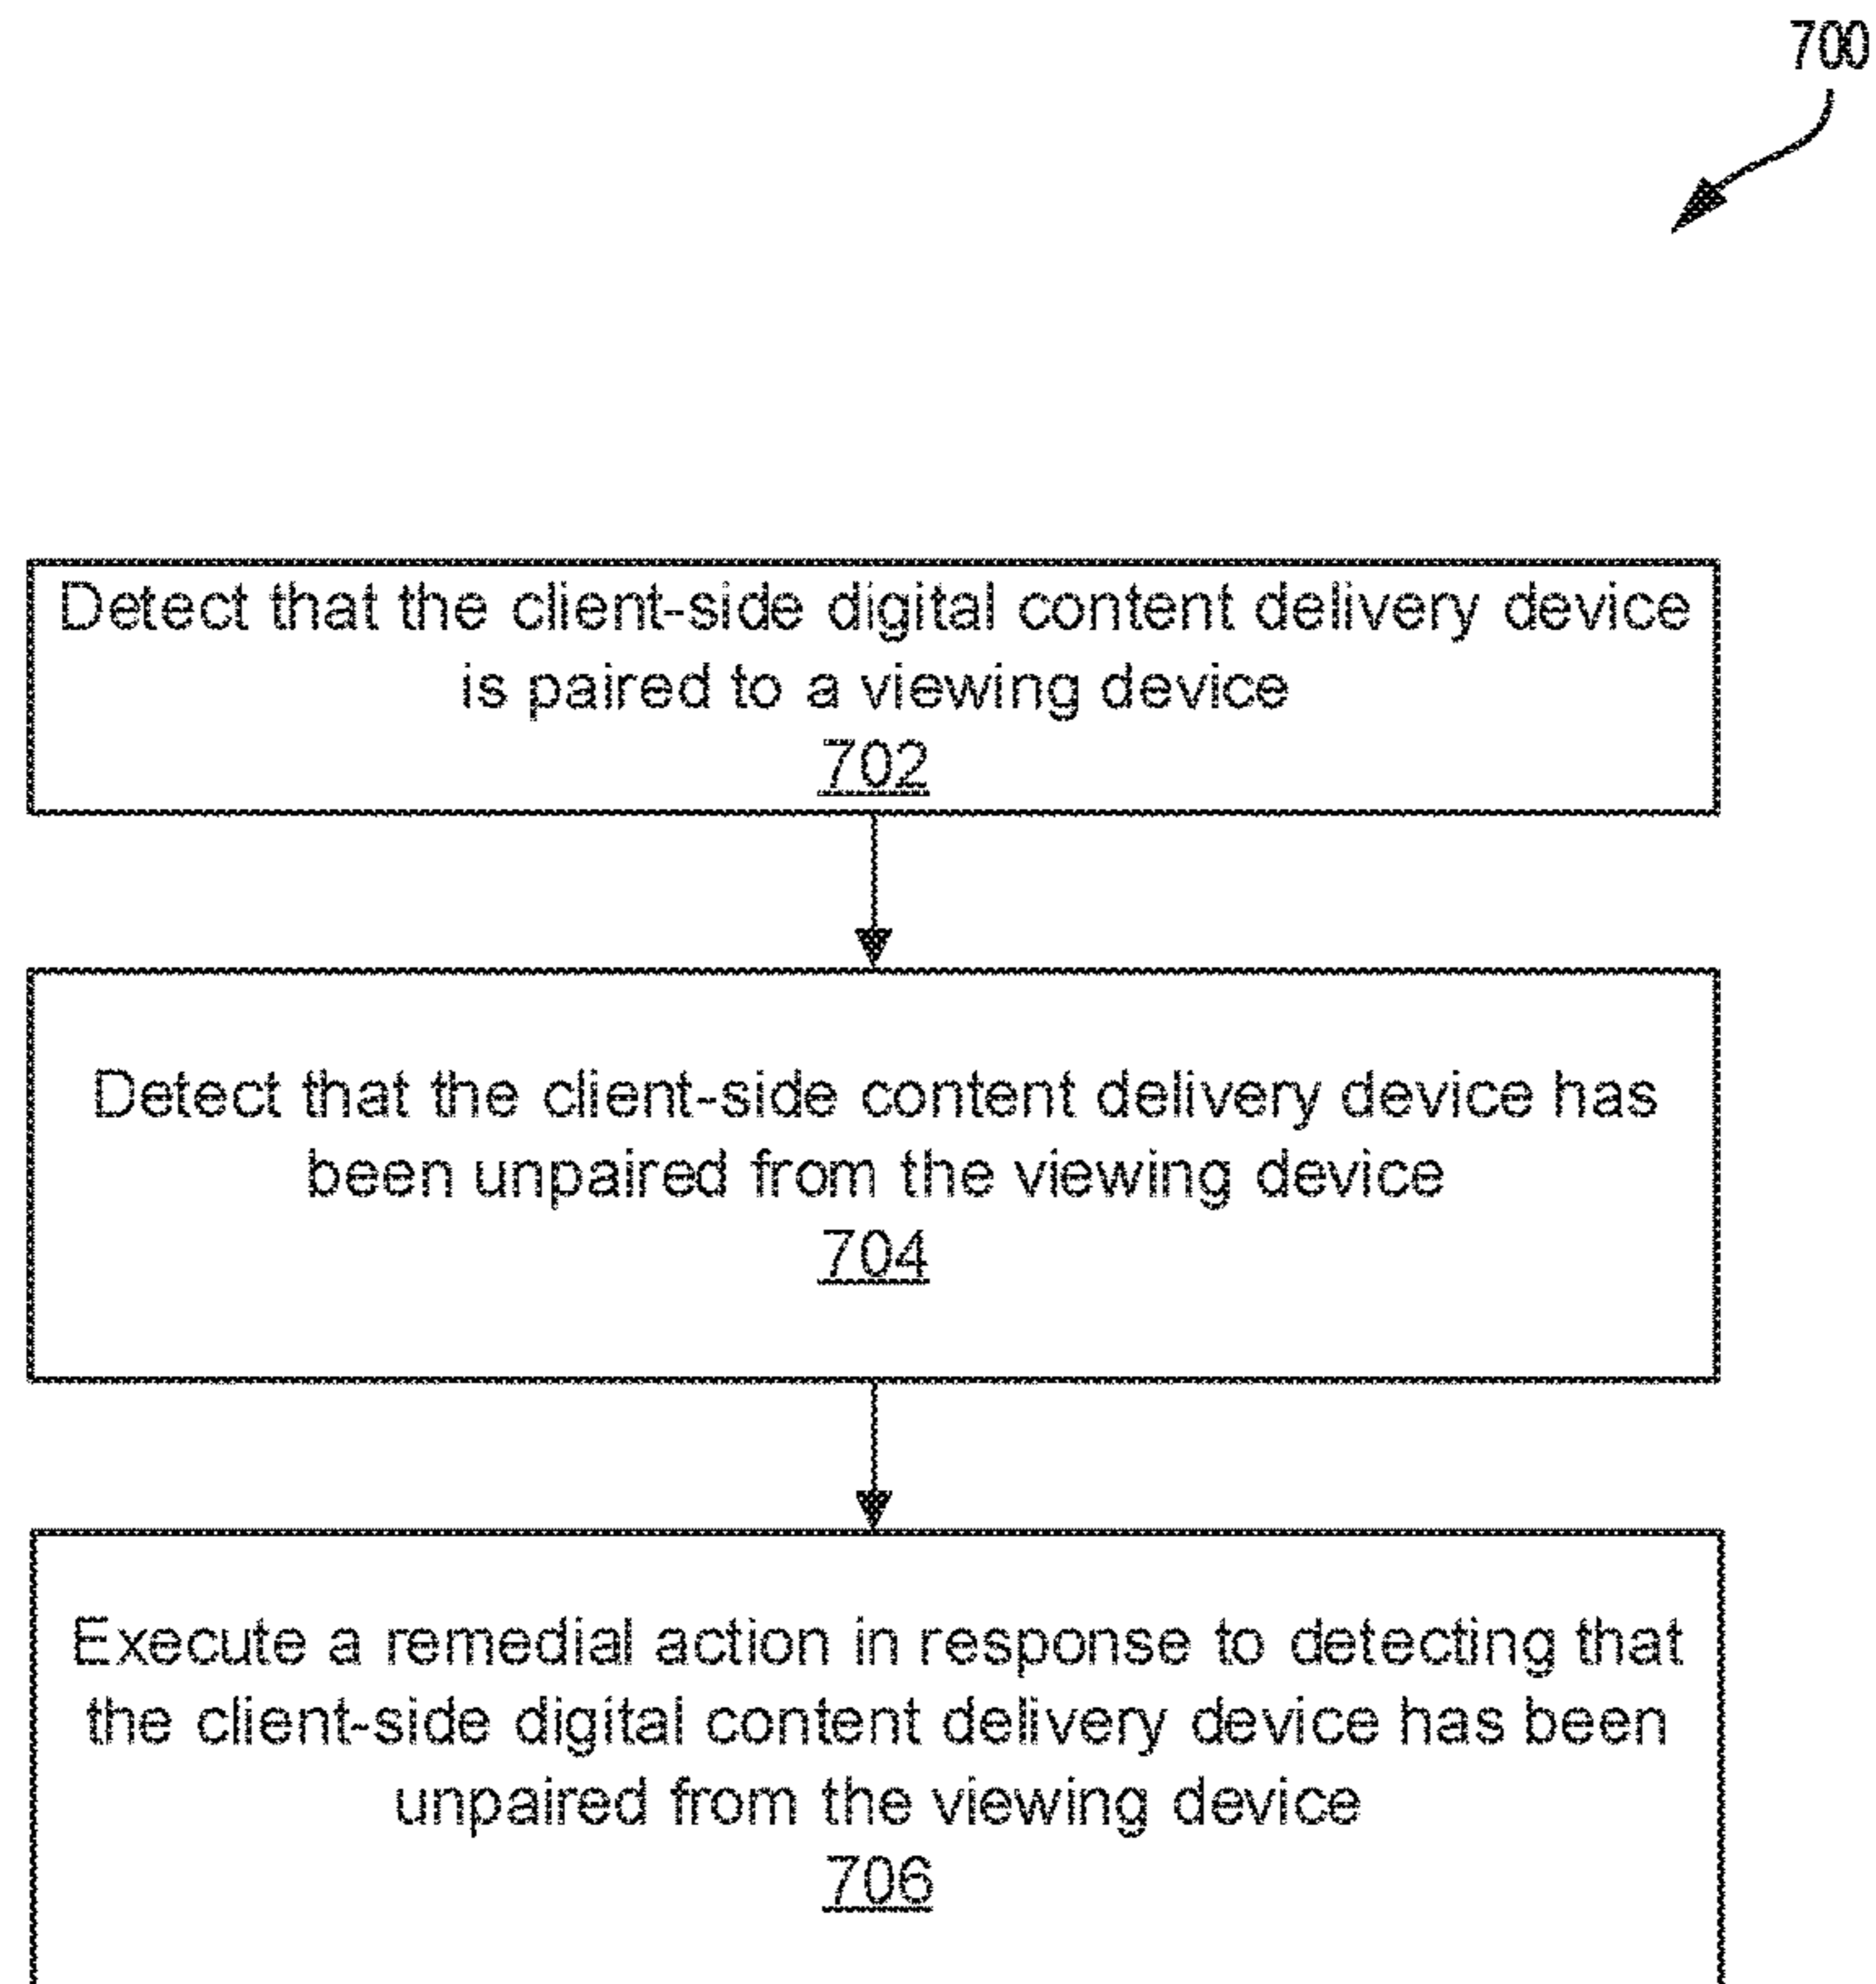 700
Detect that the client-side digital content delivery device
is paired to a viewing device
702
Detect that the client-side content delivery device has
been unpaired from the viewing device
704
Execute a remedial action in response to detecting that
the client-side digital content delivery device has been
unpaired from the viewing device
706